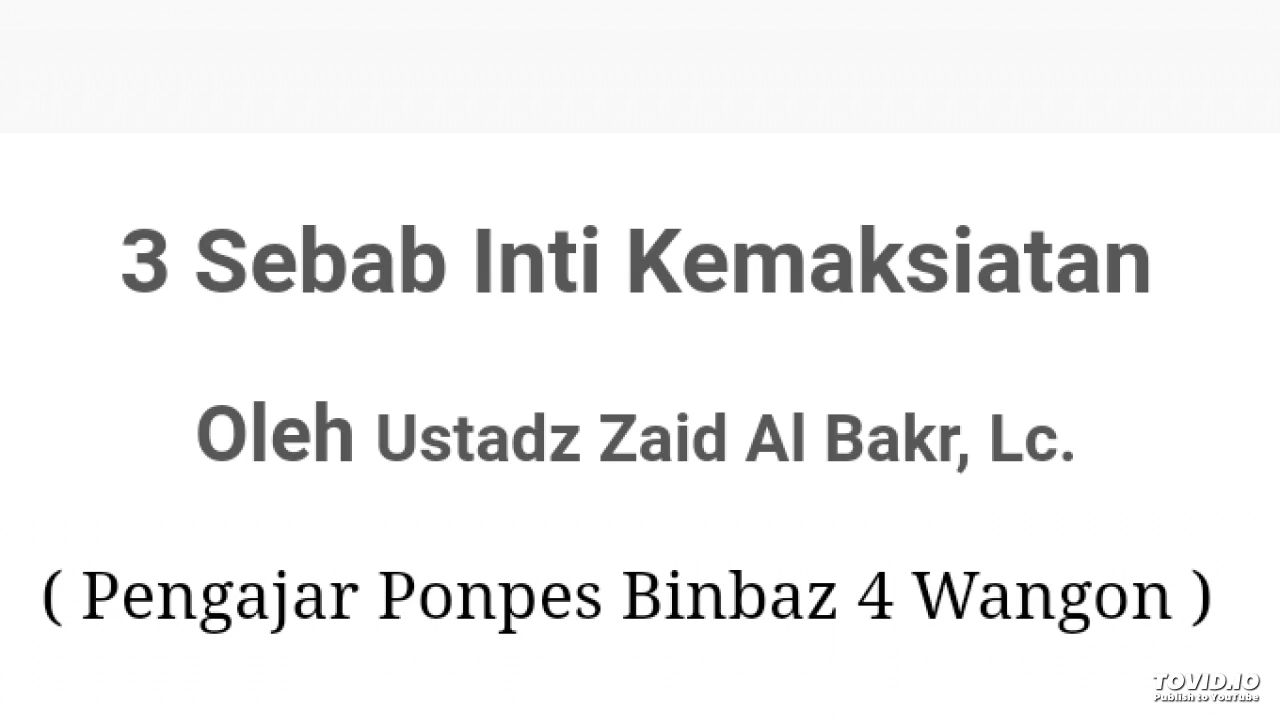 3 Sebab Inti Kemaksiatan
Oleh Ustadz Zaid Al Bakr, Lc.
( Pengajar Ponpes Binbaz 4 Wangon )
TOVID.IO
Publish to YouTube